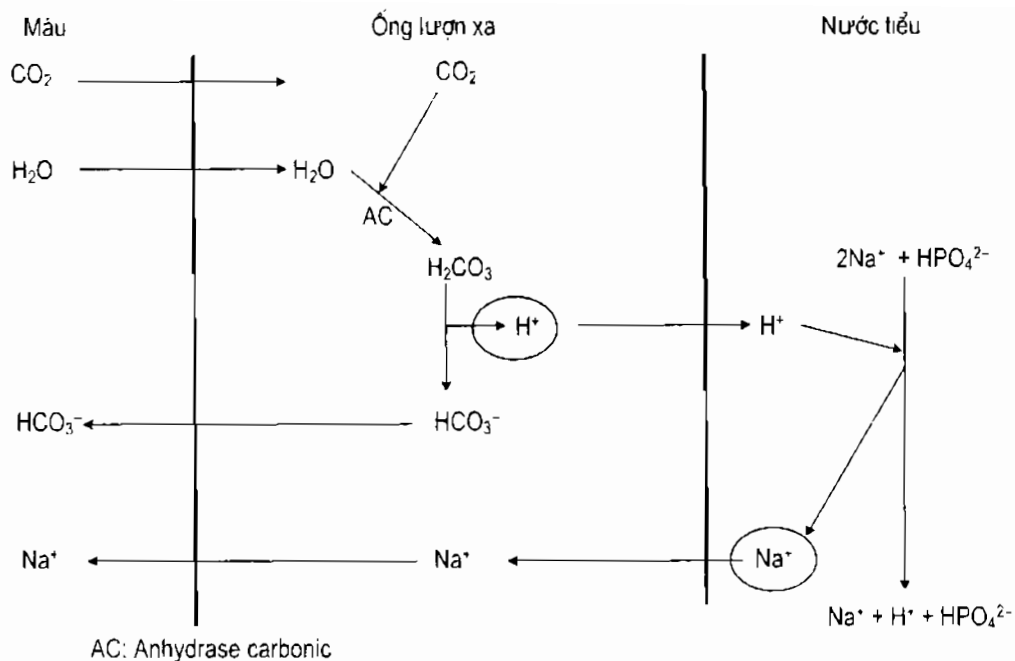 Máu Ống lượn xa Nước tiểu
CO₂ CO₂
H₂O H₂O
AC
H₂CO₃ 2Na⁺ + HPO₄²⁻
H⁺ H⁺
HCO₃⁻ HCO₃⁻
Na⁺ Na⁺ Na⁺
Na⁺ + H⁺ + HPO₄²⁻
AC: Anhydrase carbonic